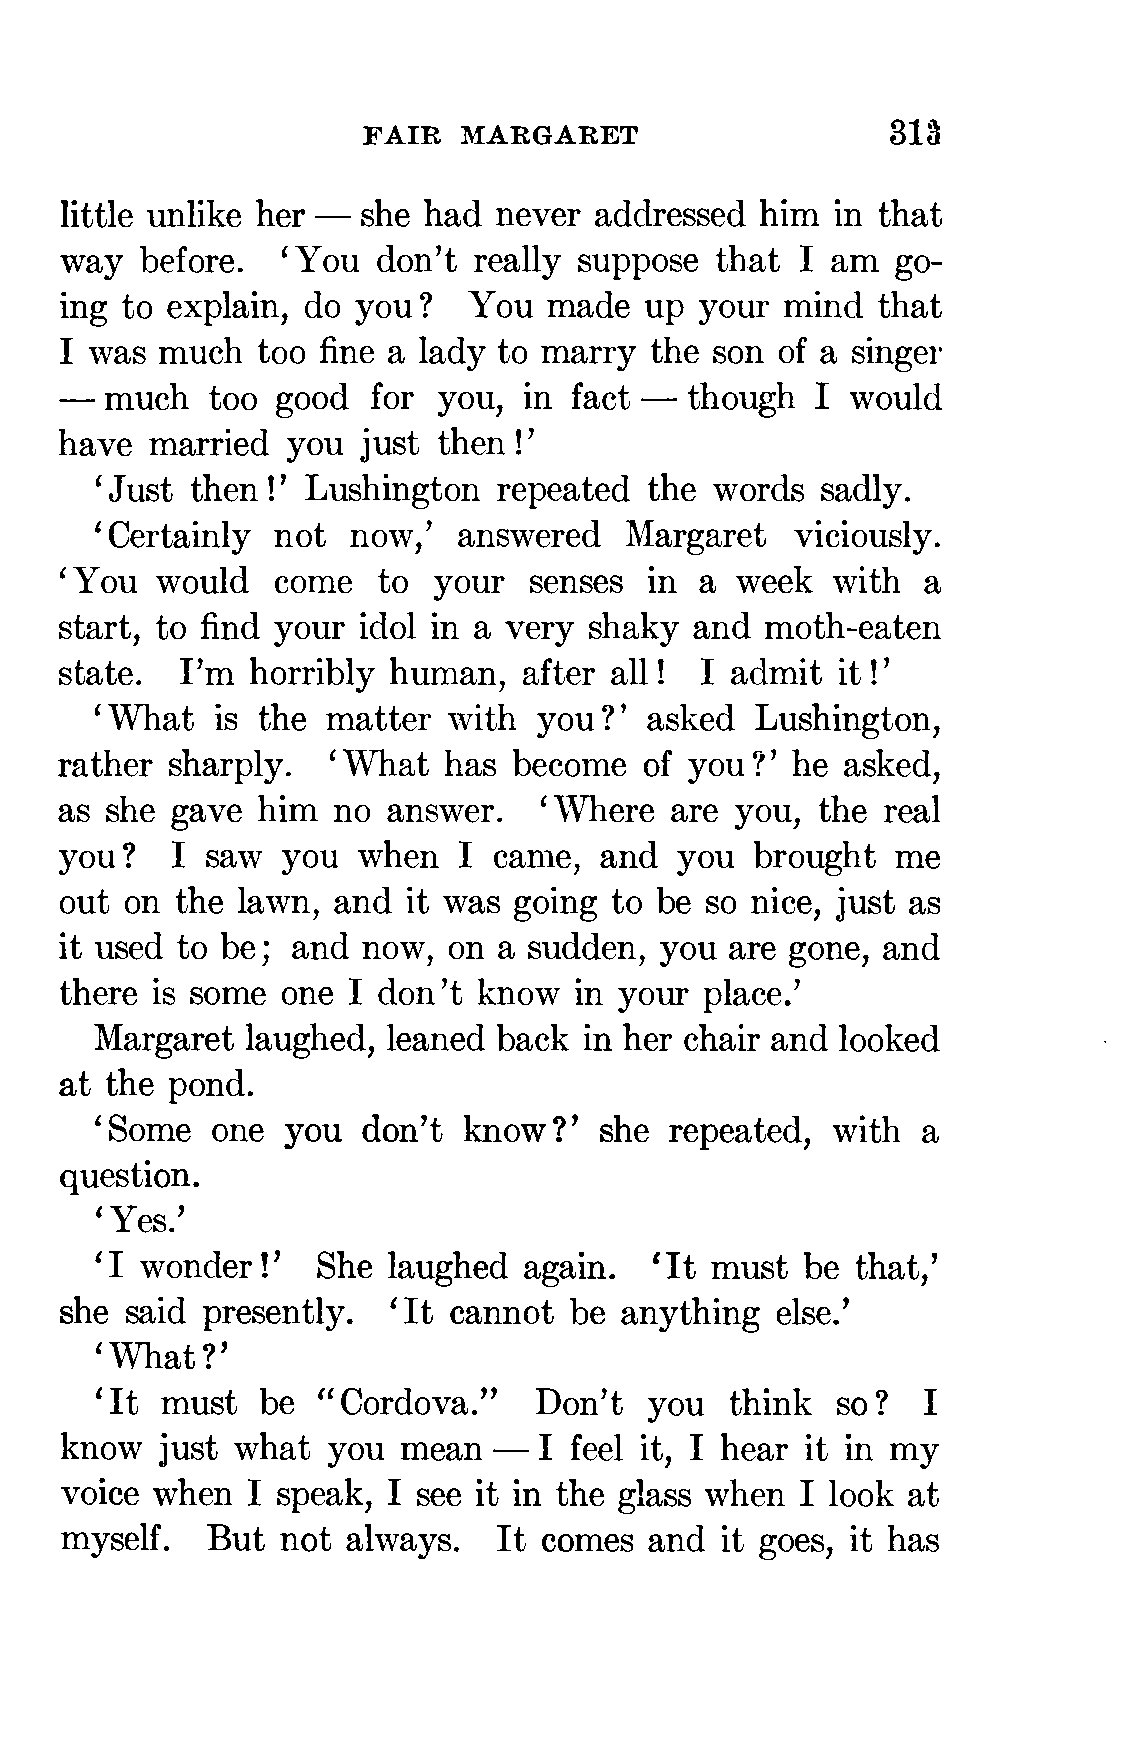 FAIR MARGARET 313
little unlike her — she had never addressed him in that
way before. ‘You don’t really suppose that I am go-
ing to explain, do you? You made up your mind that
I was much too fine a lady to marry the son of a singer
— much too good for you, in fact — though I would
have married you just then!’
‘Just then!’ Lushington repeated the words sadly.
‘Certainly not now,’ answered Margaret viciously.
‘You would come to your senses in a week with a
start, to find your idol in a very shaky and moth-eaten
state. I’m horribly human, after all! I admit it!’
‘What is the matter with you?’ asked Lushington,
rather sharply. ‘What has become of you?’ he asked,
as she gave him no answer. ‘Where are you, the real
you? I saw you when I came, and you brought me
out on the lawn, and it was going to be so nice, just as
it used to be; and now, on a sudden, you are gone, and
there is some one I don’t know in your place.’
Margaret laughed, leaned back in her chair and looked
at the pond.
‘Some one you don’t know?’ she repeated, with a
question.
‘Yes.’
‘I wonder!’ She laughed again. ‘It must be that,’
she said presently. ‘It cannot be anything else.’
‘What?’
‘It must be “Cordova.” Don’t you think so? I
know just what you mean — I feel it, I hear it in my
voice when I speak, I see it in the glass when I look at
myself. But not always. It comes and it goes, it has